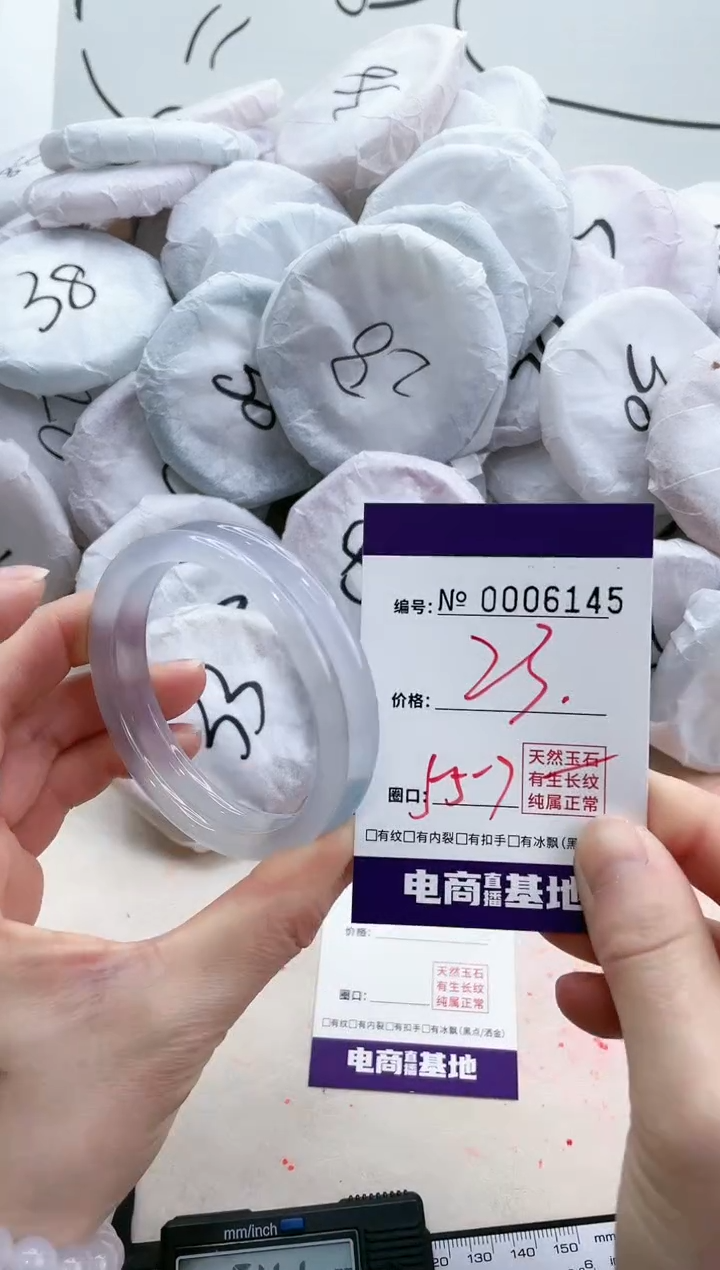 38
82
50
53
编号: № 0006145
价格: 23.
圈口: 55-7
天然玉石
有生长纹
纯属正常
□有纹□有内裂□有扣手□有冰飘(黑
电商直播基地
价格:
圈口:
天然玉石
有生长纹
纯属正常
□有纹□有内裂□有扣手□有冰飘(黑点/洒金)
电商直播基地
mm/inch
130 140 150 mm